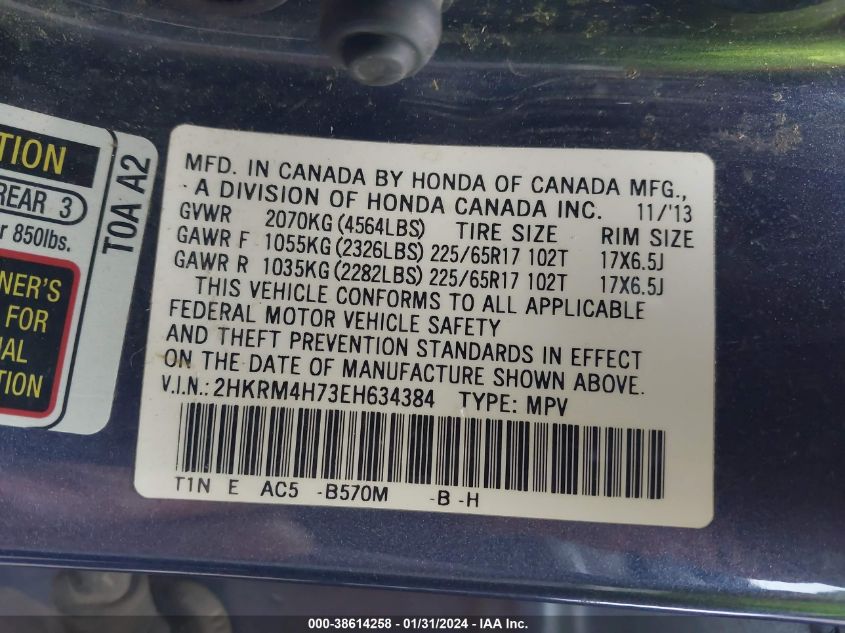 TION
REAR 3
r 850lbs.
NER'S
FOR
AL
TION
T0A A2
MFD. IN CANADA BY HONDA OF CANADA MFG.,
A DIVISION OF HONDA CANADA INC. 11/'13
GVWR 2070KG (4564LBS) TIRE SIZE RIM SIZE
GAWR F 1055KG (2326LBS) 225/65R17 102T 17X6.5J
GAWR R 1035KG (2282LBS) 225/65R17 102T 17X6.5J
THIS VEHICLE CONFORMS TO ALL APPLICABLE
FEDERAL MOTOR VEHICLE SAFETY
AND THEFT PREVENTION STANDARDS IN EFFECT
ON THE DATE OF MANUFACTURE SHOWN ABOVE.
V.I.N.: 2HKRM4H73EH634384 TYPE: MPV
T1N E AC5 -B570M -B -H
000-38614258 - 01/31/2024 - IAA Inc.